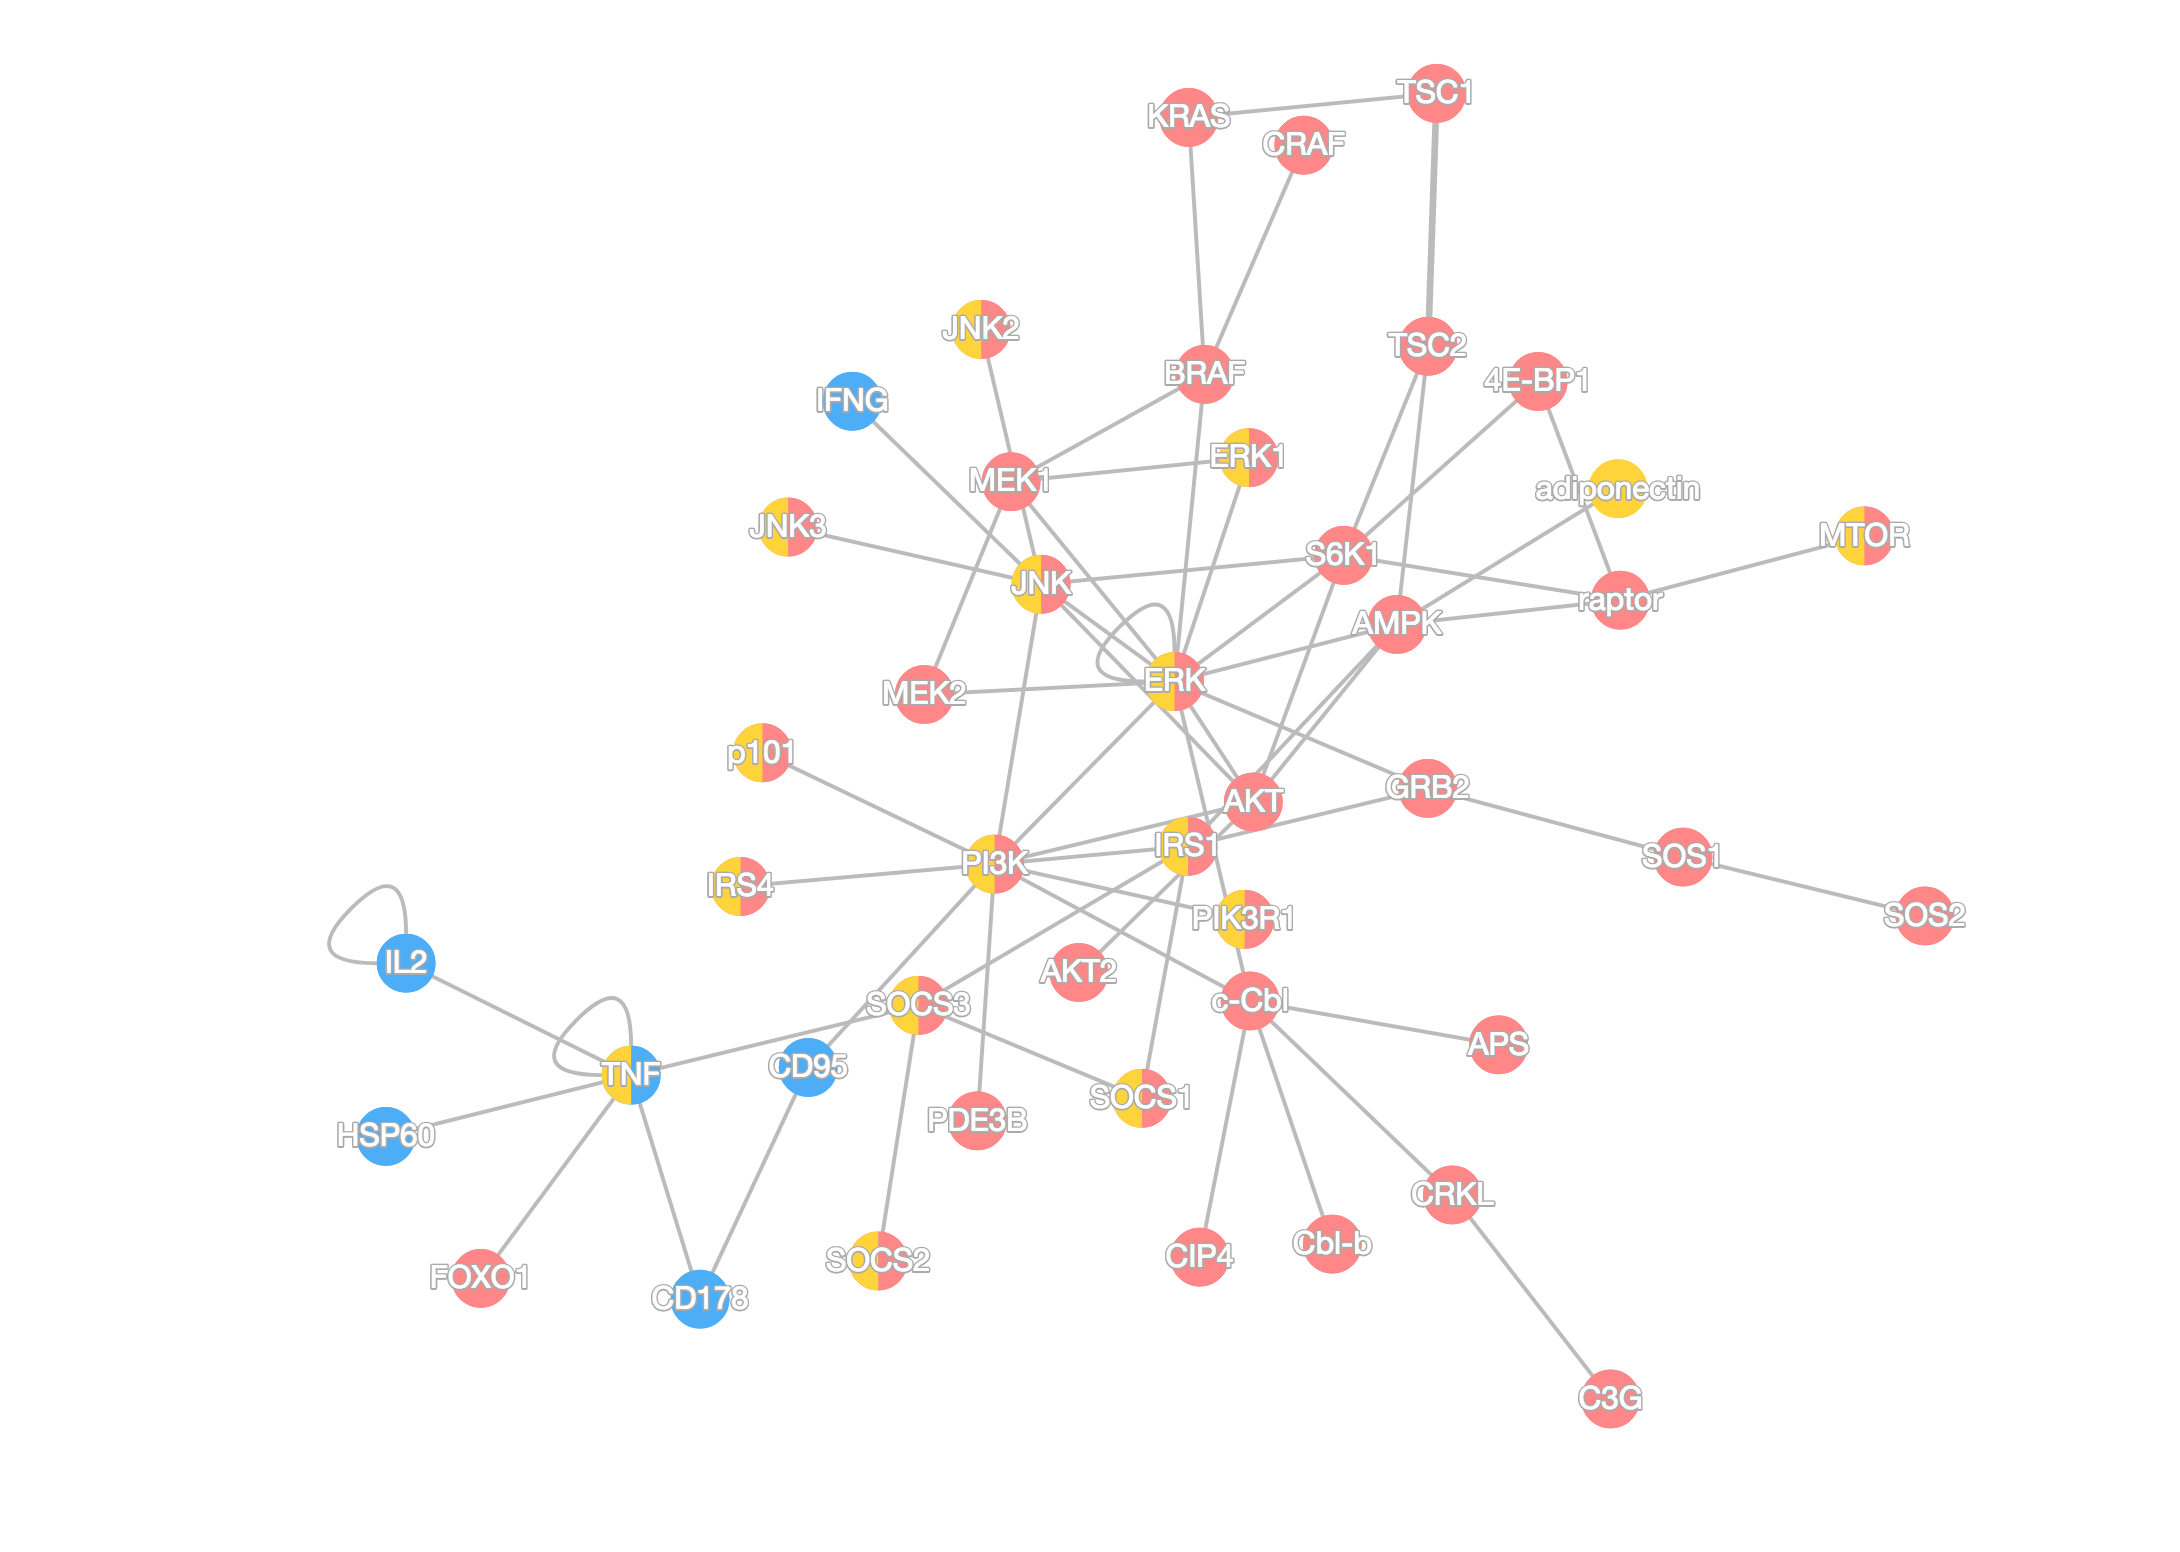 TSC1
KRAS
CRAF
JNK2
TSC2
BRAF
4E-BP1
IFNG
ERK1
MEK1
adiponectin
JNK3
MTOR
S6K1
JNK
raptor
AMPK
ERK
MEK2
p101
GRB2
AKT
IRS1
SOS1
PI3K
IRS4
SOS2
PIK3R1
IL2
AKT2
SOCS3
c-Cbl
APS
CD95
TNF
SOCS1
PDE3B
HSP60
CRKL
Cbl-b
CIP4
SOCS2
FOXO1
CD178
C3G